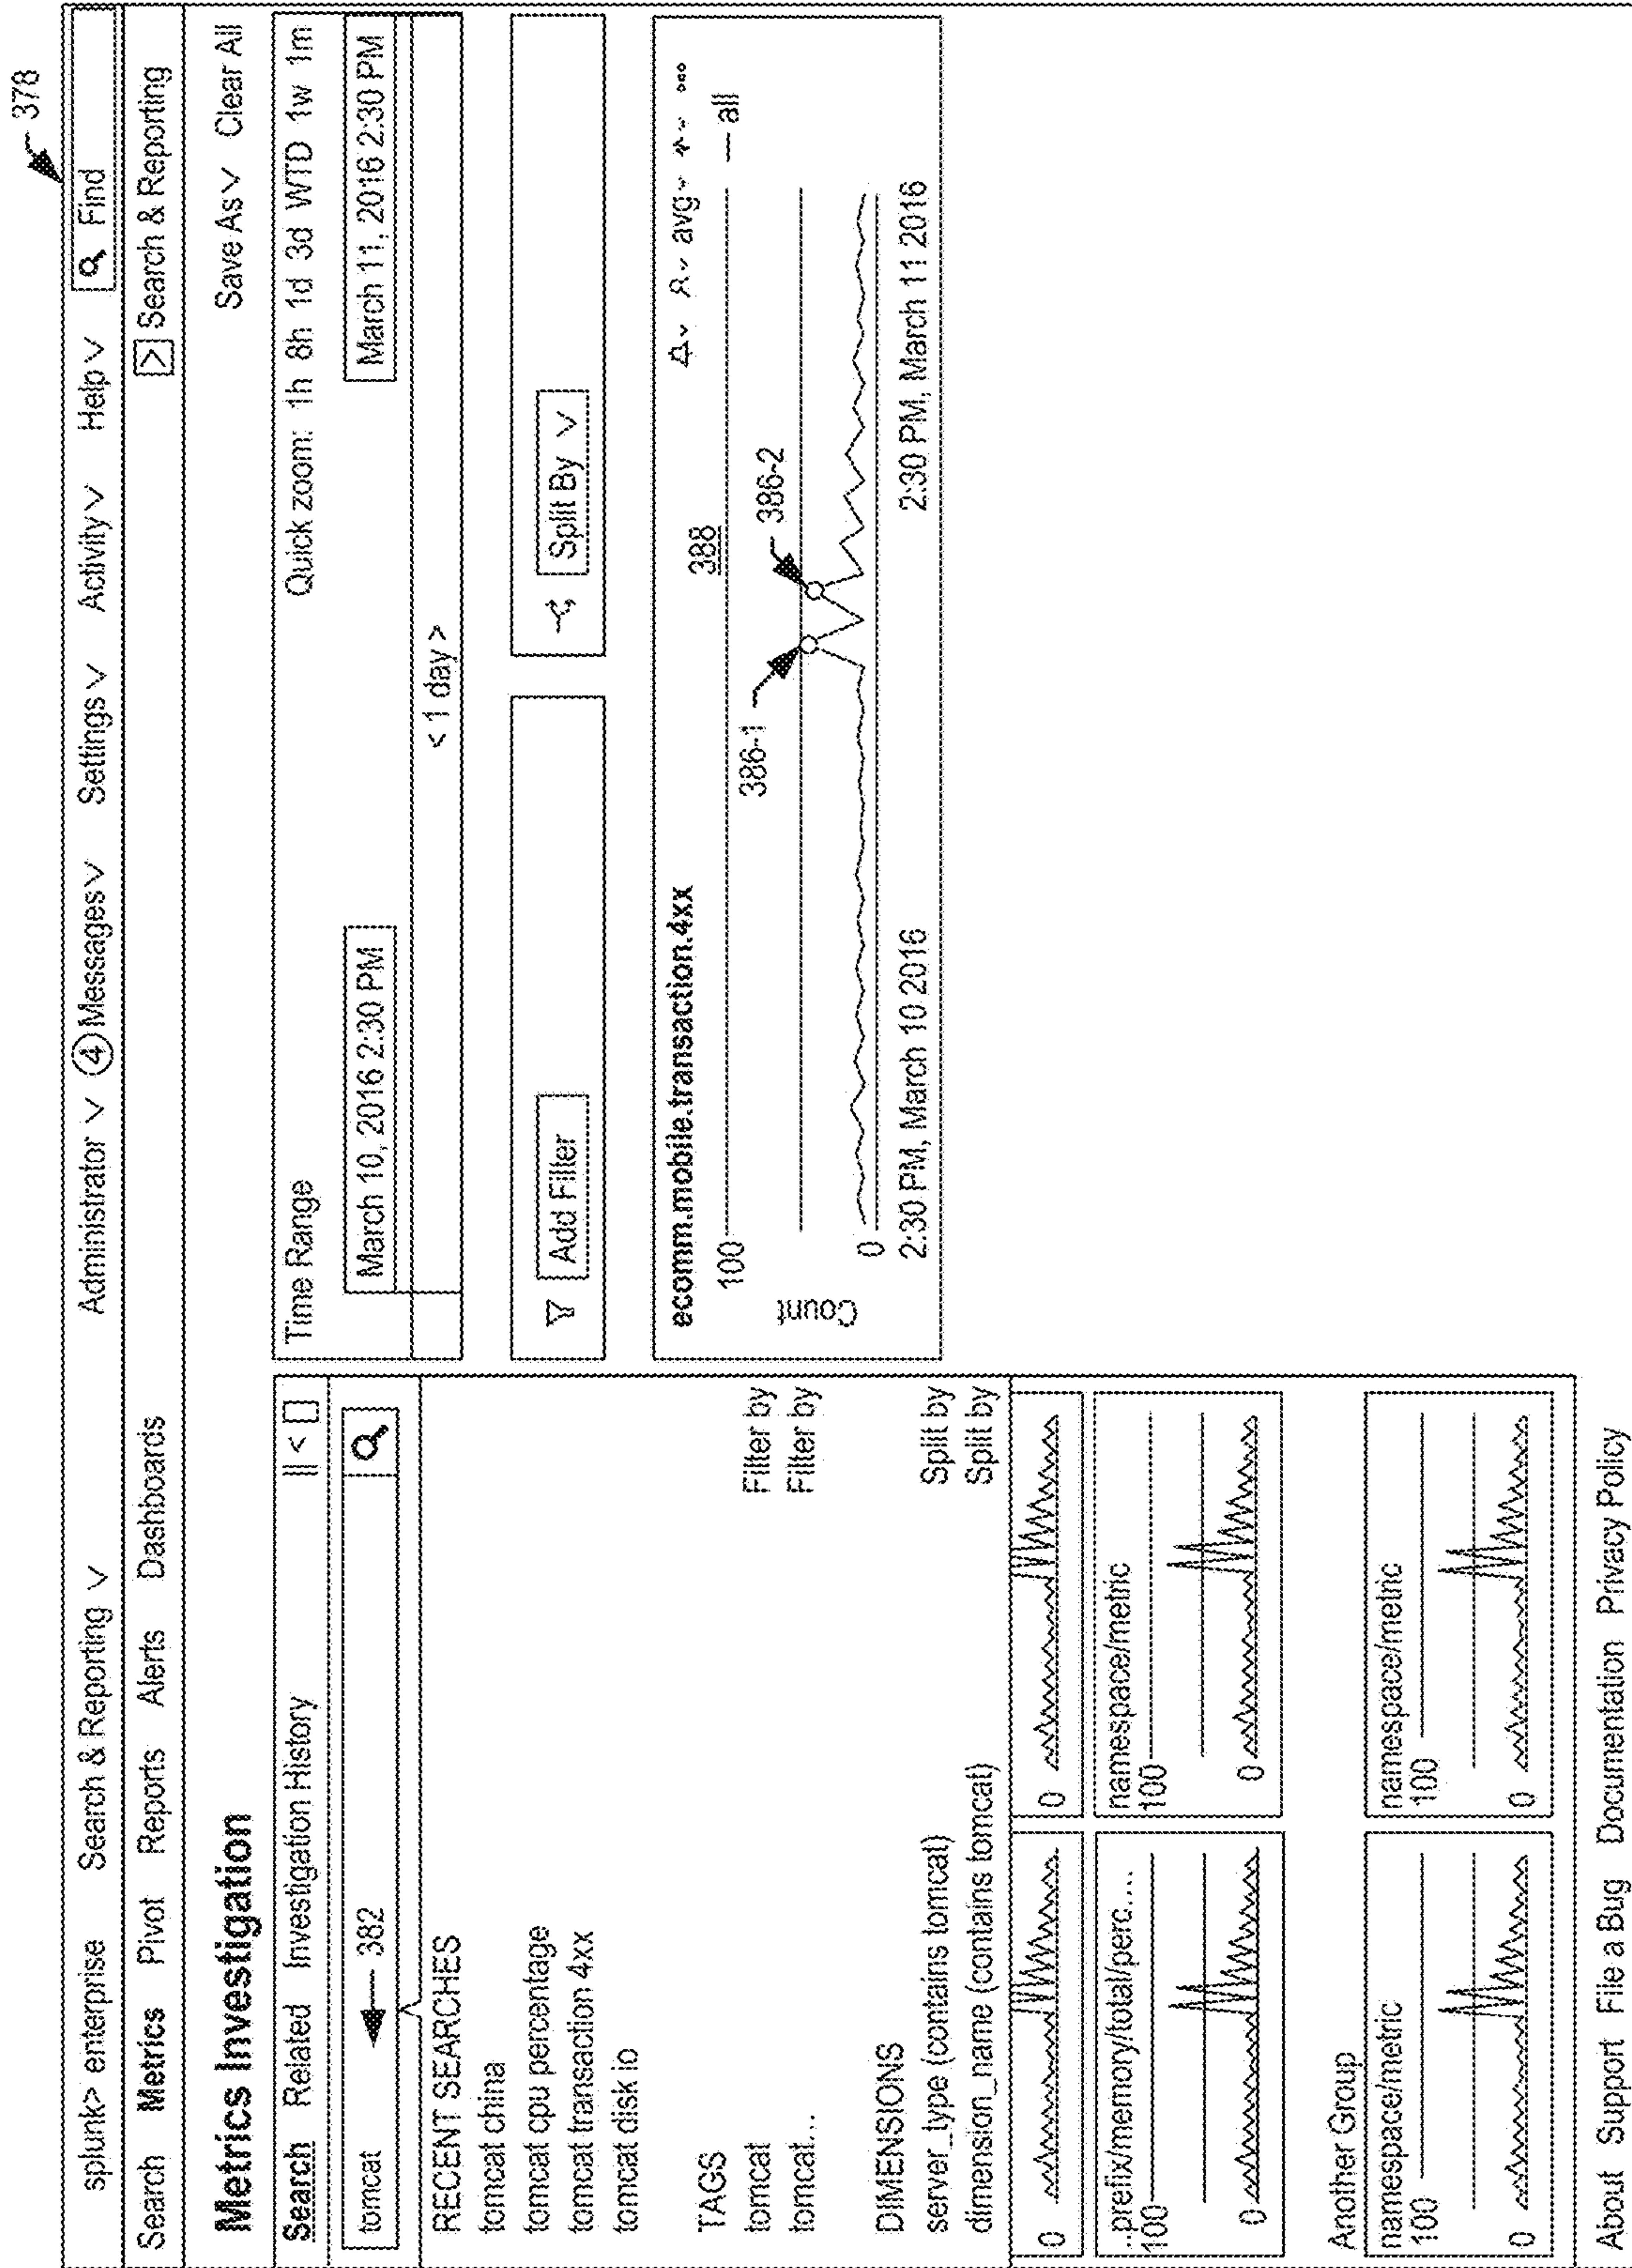 378
splunk> enterprise Search & Reporting ∨ Administrator ∨ ④ Messages ∨ Settings ∨ Activity ∨ Help ∨ Find
Search Metrics Pivot Reports Alerts Dashboards > Search & Reporting
Metrics Investigation Save As ∨ Clear All
Search Related Investigation History || <
tomcat 382
RECENT SEARCHES
tomcat china
tomcat cpu percentage
tomcat transaction 4xx
tomcat disk io
TAGS
tomcat Filter by
tomcat... Filter by
DIMENSIONS
server_type (contains tomcat) Split by
dimension_name (contains tomcat) Split by
0 0
..prefix/memory/total/perc.... namespace/metric
100 100
0 0
Another Group
namespace/metric namespace/metric
100 100
0 0
Time Range Quick zoom: 1h 8h 1d 3d WTD 1w 1m
March 10, 2016 2:30 PM March 11, 2016 2:30 PM
< 1 day >
Add Filter Split By ∨
ecomm.mobile.transaction.4xx avg
388
100 all
386-1 386-2
Count
0
2:30 PM, March 10 2016 2:30 PM, March 11 2016
About Support File a Bug Documentation Privacy Policy